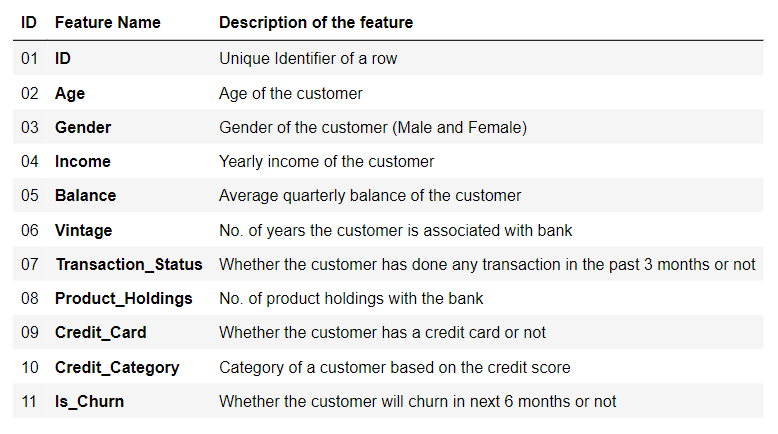 ID Feature Name Description of the feature
01 ID Unique Identifier of a row
02 Age Age of the customer
03 Gender Gender of the customer (Male and Female)
04 Income Yearly income of the customer
05 Balance Average quarterly balance of the customer
06 Vintage No. of years the customer is associated with bank
07 Transaction_Status Whether the customer has done any transaction in the past 3 months or not
08 Product_Holdings No. of product holdings with the bank
09 Credit_Card Whether the customer has a credit card or not
10 Credit_Category Category of a customer based on the credit score
11 Is_Churn Whether the customer will churn in next 6 months or not